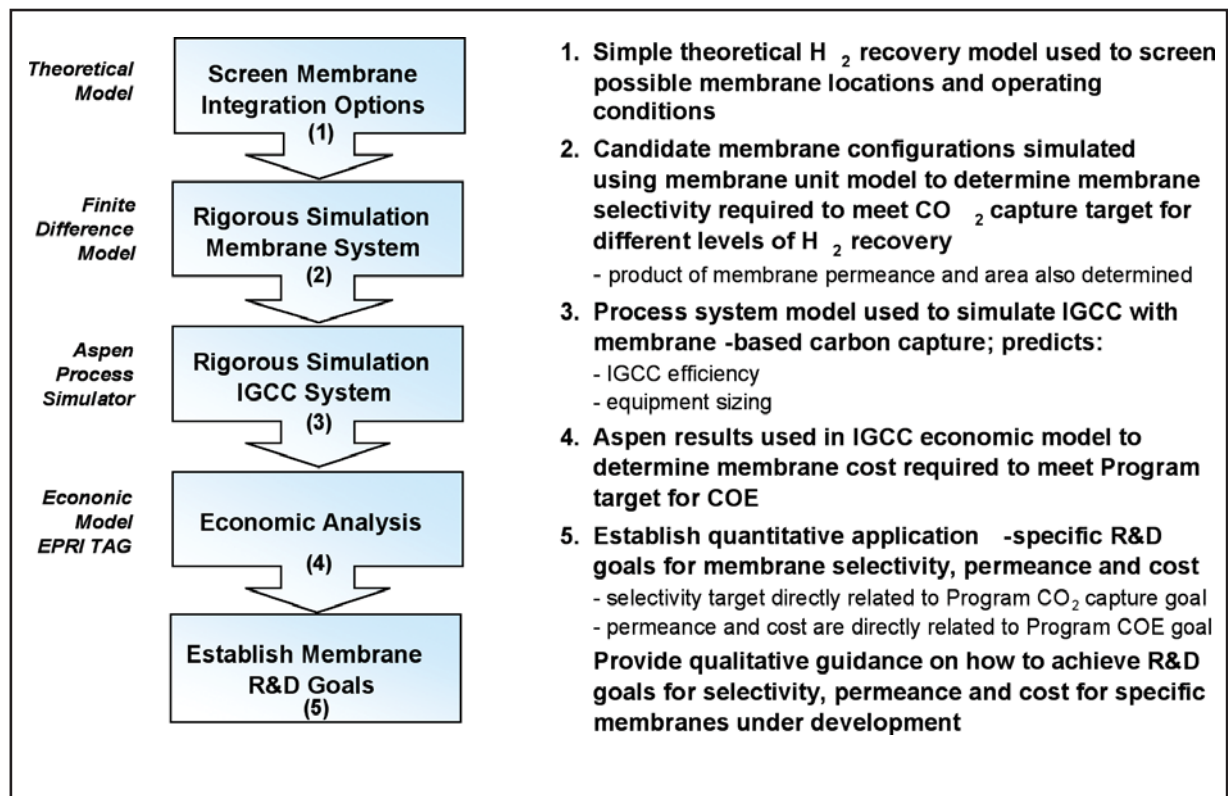 Theoretical
Model
Screen Membrane
Integration Options
(1)
Finite
Difference
Model
Rigorous Simulation
Membrane System
(2)
Aspen
Process
Simulator
Rigorous Simulation
IGCC System
(3)
Econonic
Model
EPRI TAG
Economic Analysis
(4)
Establish Membrane
R&D Goals
(5)
1. Simple theoretical H 2 recovery model used to screen
possible membrane locations and operating
conditions
2. Candidate membrane configurations simulated
using membrane unit model to determine membrane
selectivity required to meet CO 2 capture target for
different levels of H 2 recovery
- product of membrane permeance and area also determined
3. Process system model used to simulate IGCC with
membrane -based carbon capture; predicts:
- IGCC efficiency
- equipment sizing
4. Aspen results used in IGCC economic model to
determine membrane cost required to meet Program
target for COE
5. Establish quantitative application -specific R&D
goals for membrane selectivity, permeance and cost
- selectivity target directly related to Program CO2 capture goal
- permeance and cost are directly related to Program COE goal
Provide qualitative guidance on how to achieve R&D
goals for selectivity, permeance and cost for specific
membranes under development